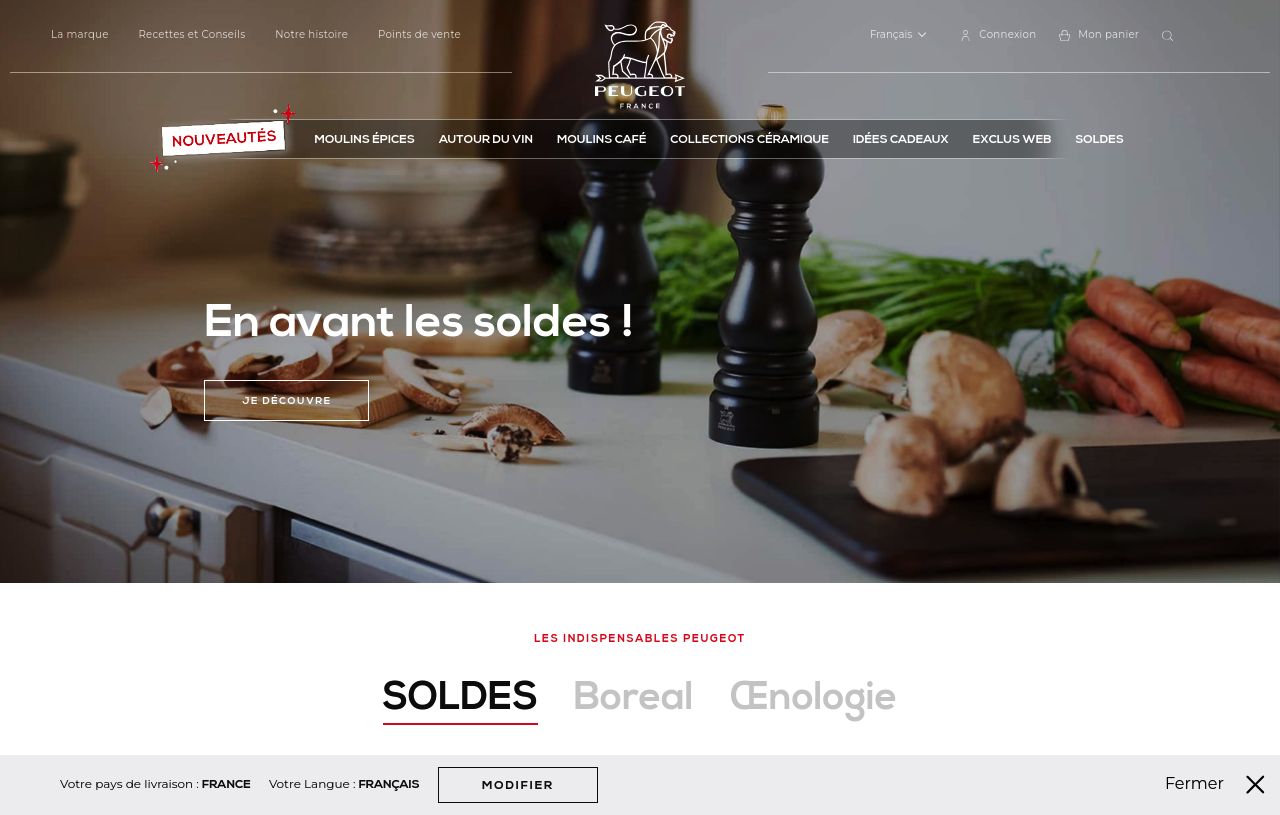 La marque
Recettes et Conseils
Notre histoire
Points de vente
PEUGEOT
FRANCE
Français
Connexion
Mon panier
NOUVEAUTÉS
MOULINS ÉPICES
AUTOUR DU VIN
MOULINS CAFÉ
COLLECTIONS CÉRAMIQUE
IDÉES CADEAUX
EXCLUS WEB
SOLDES
En avant les soldes !
JE DÉCOUVRE
LES INDISPENSABLES PEUGEOT
SOLDES
Boreal
Œnologie
Votre pays de livraison : FRANCE
Votre Langue : FRANÇAIS
MODIFIER
Fermer